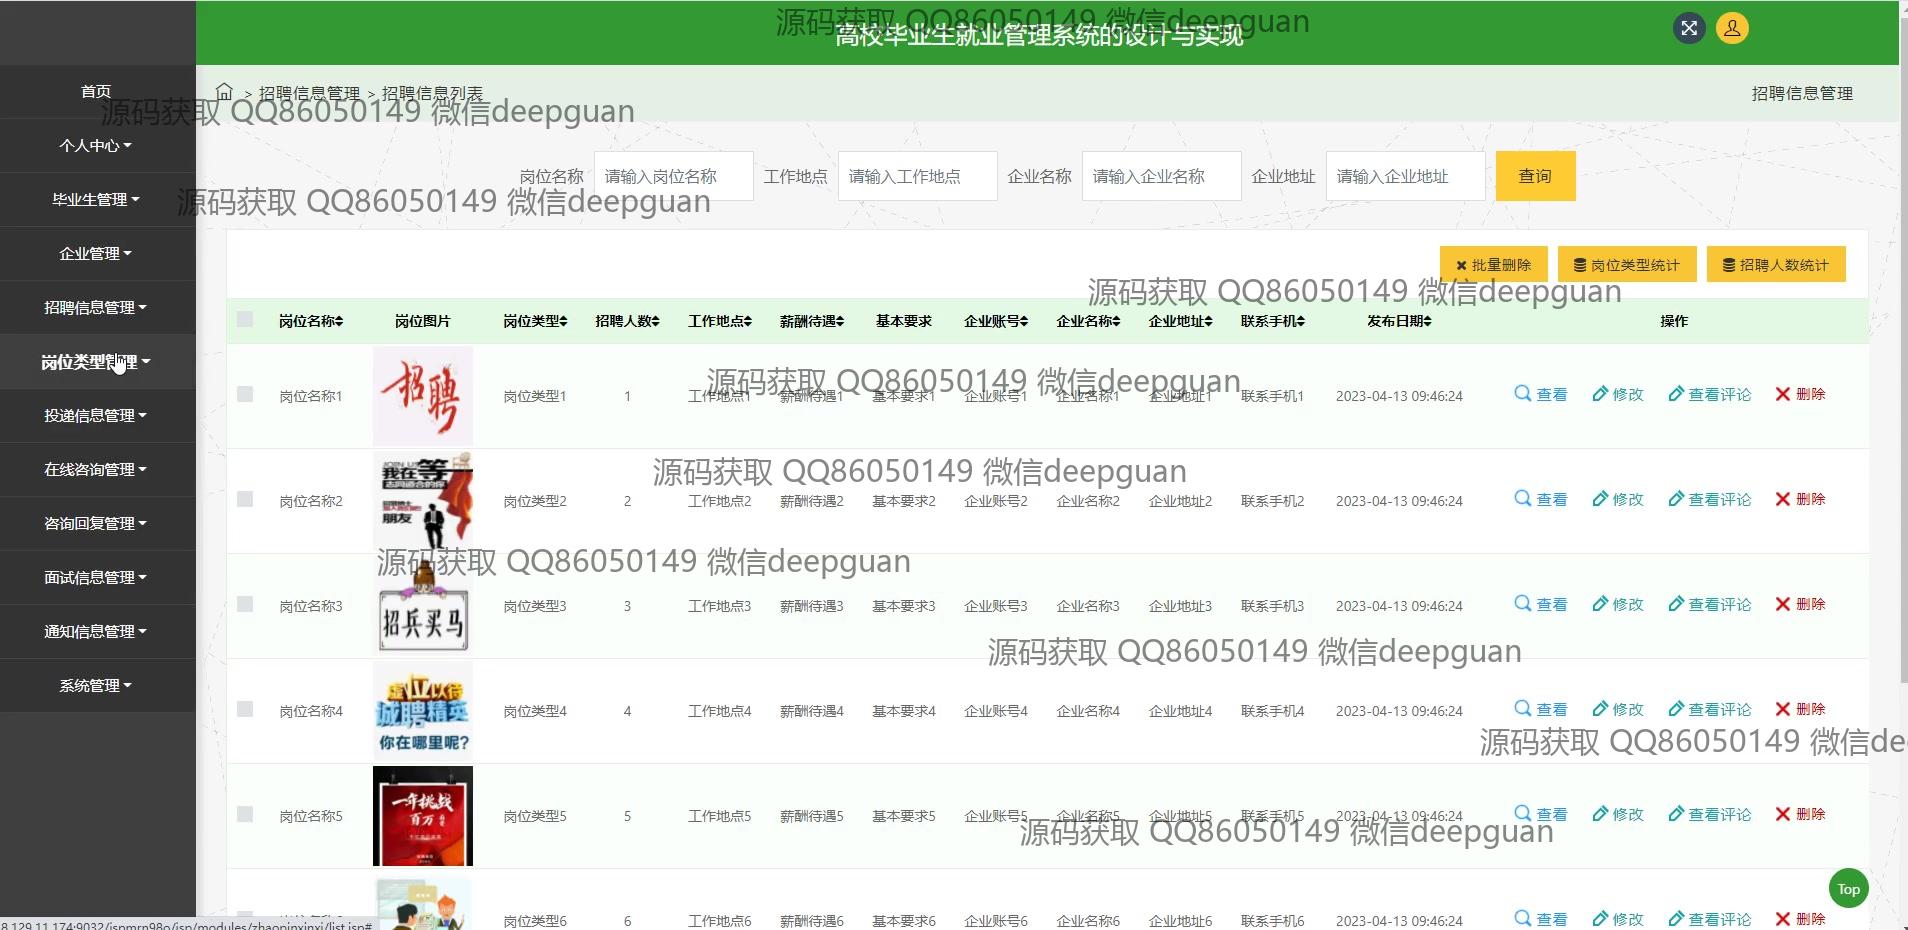 源码获取 QQ86050149 微信deepguan
高校毕业生就业管理系统的设计与实现
首页
个人中心
毕业生管理
企业管理
招聘信息管理
岗位类型管理
投递信息管理
在线咨询管理
咨询回复管理
面试信息管理
通知信息管理
系统管理
> 招聘信息管理 > 招聘信息列表
招聘信息管理
源码获取 QQ86050149 微信deepguan
岗位名称 请输入岗位名称 工作地点 请输入工作地点 企业名称 请输入企业名称 企业地址 请输入企业地址 查询
源码获取 QQ86050149 微信deepguan
批量删除 岗位类型统计 招聘人数统计
源码获取 QQ86050149 微信deepguan
岗位名称 岗位图片 岗位类型 招聘人数 工作地点 薪酬待遇 基本要求 企业账号 企业名称 企业地址 联系手机 发布日期 操作
源码获取 QQ86050149 微信deepguan
岗位名称1 招聘 岗位类型1 1 工作地点1 薪酬待遇1 基本要求1 企业账号1 企业名称1 企业地址1 联系手机1 2023-04-13 09:46:24 查看 修改 查看评论 删除
源码获取 QQ86050149 微信deepguan
JOIN US
我在等
朋友
岗位名称2 岗位类型2 2 工作地点2 薪酬待遇2 基本要求2 企业账号2 企业名称2 企业地址2 联系手机2 2023-04-13 09:46:24 查看 修改 查看评论 删除
源码获取 QQ86050149 微信deepguan
岗位名称3 招兵买马 岗位类型3 3 工作地点3 薪酬待遇3 基本要求3 企业账号3 企业名称3 企业地址3 联系手机3 2023-04-13 09:46:24 查看 修改 查看评论 删除
源码获取 QQ86050149 微信deepguan
虚位以待
诚聘精英
你在哪里呢?
岗位名称4 岗位类型4 4 工作地点4 薪酬待遇4 基本要求4 企业账号4 企业名称4 企业地址4 联系手机4 2023-04-13 09:46:24 查看 修改 查看评论 删除
源码获取 QQ86050149 微信de
一年挑战
百万
岗位名称5 岗位类型5 5 工作地点5 薪酬待遇5 基本要求5 企业账号5 企业名称5 企业地址5 联系手机5 2023-04-13 09:46:24 查看 修改 查看评论 删除
源码获取 QQ86050149 微信deepguan
Top
岗位类型6 6 工作地点6 薪酬待遇6 基本要求6 企业账号6 企业名称6 企业地址6 联系手机6 2023-04-13 09:46:24 查看 修改 查看评论 删除
8.129.11.174:9032/jspmrn98o/jsp/modules/zhaopinxinxi/list.jsp#